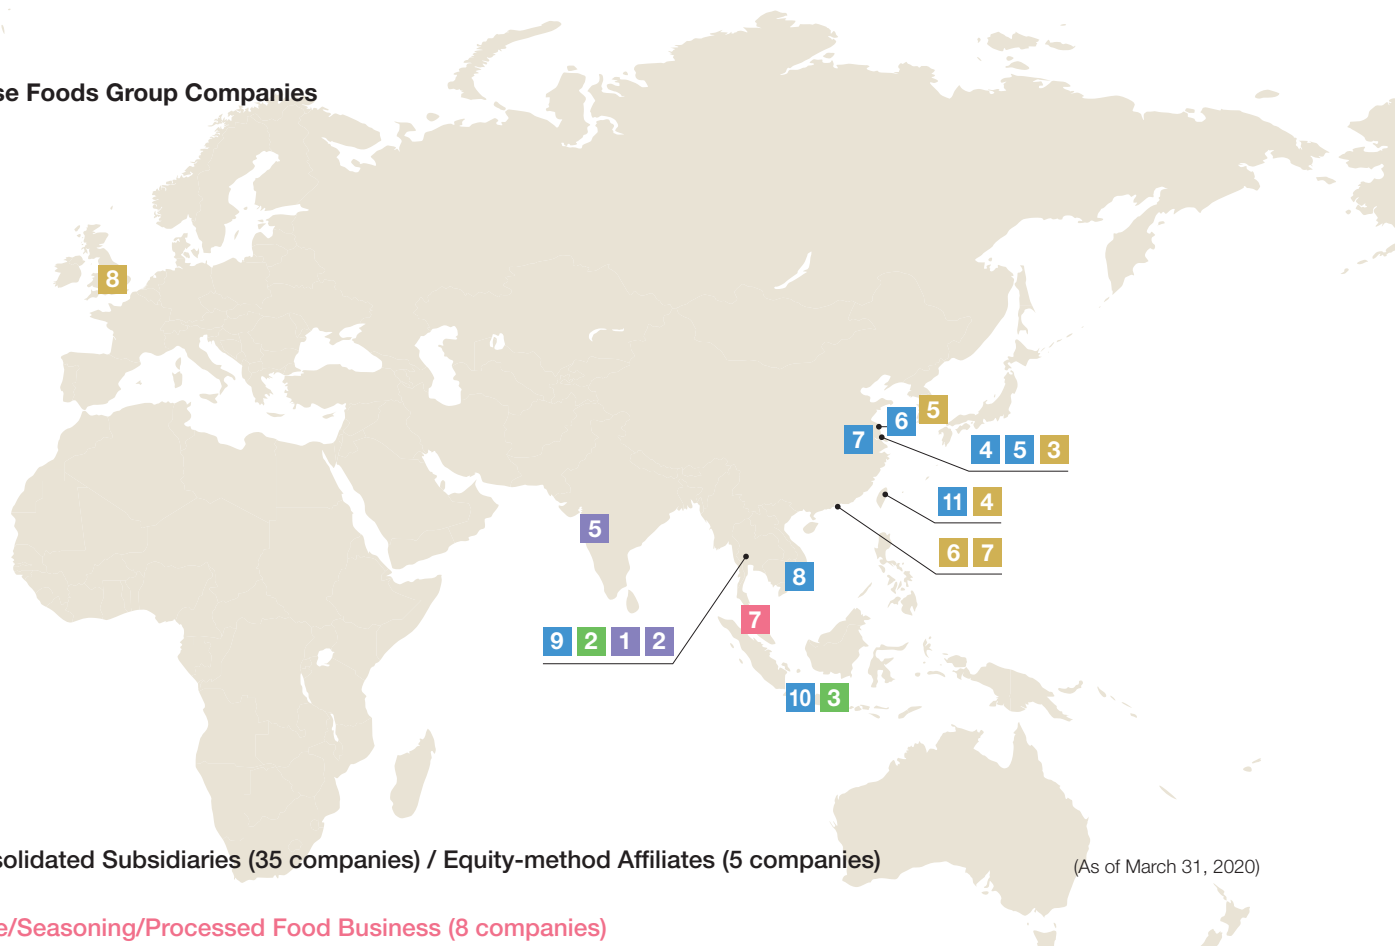 se Foods Group Companies
8
5
6
7
4 5 3
11 4
5
6 7
8
7
9 2 1 2
10 3
solidated Subsidiaries (35 companies) / Equity-method Affiliates (5 companies)
(As of March 31, 2020)
e/Seasoning/Processed Food Business (8 companies)